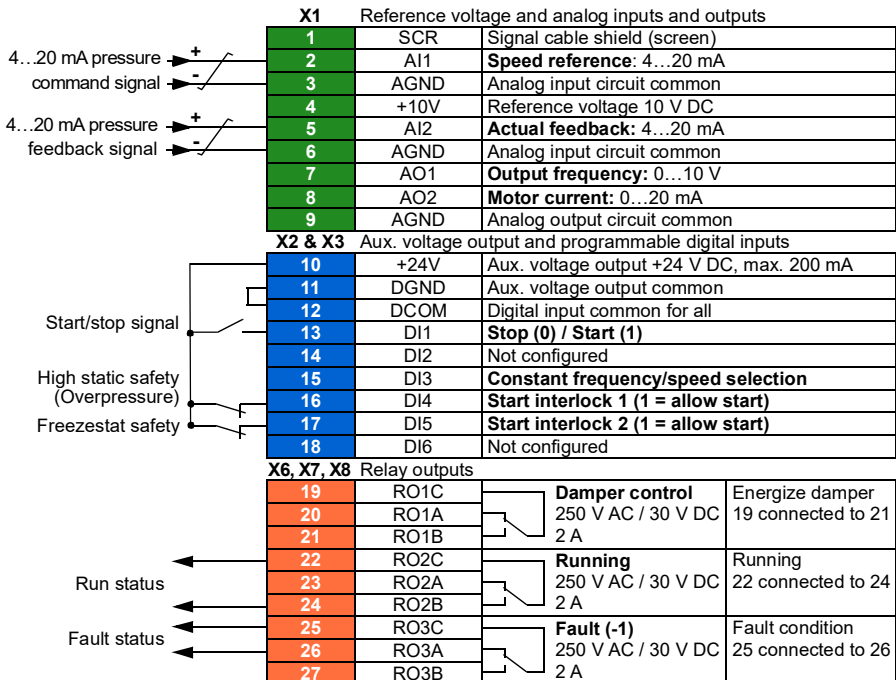 X1 Reference voltage and analog inputs and outputs
1 SCR Signal cable shield (screen)
4…20 mA pressure + 2 AI1 Speed reference: 4…20 mA
command signal - 3 AGND Analog input circuit common
4 +10V Reference voltage 10 V DC
4…20 mA pressure + 5 AI2 Actual feedback: 4…20 mA
feedback signal - 6 AGND Analog input circuit common
7 AO1 Output frequency: 0…10 V
8 AO2 Motor current: 0…20 mA
9 AGND Analog output circuit common
X2 & X3 Aux. voltage output and programmable digital inputs
10 +24V Aux. voltage output +24 V DC, max. 200 mA
11 DGND Aux. voltage output common
12 DCOM Digital input common for all
Start/stop signal 13 DI1 Stop (0) / Start (1)
14 DI2 Not configured
High static safety 15 DI3 Constant frequency/speed selection
(Overpressure) 16 DI4 Start interlock 1 (1 = allow start)
Freezestat safety 17 DI5 Start interlock 2 (1 = allow start)
18 DI6 Not configured
X6, X7, X8 Relay outputs
19 RO1C Damper control Energize damper
20 RO1A 250 V AC / 30 V DC 19 connected to 21
21 RO1B 2 A
22 RO2C Running Running
Run status 23 RO2A 250 V AC / 30 V DC 22 connected to 24
24 RO2B 2 A
25 RO3C Fault (-1) Fault condition
Fault status 26 RO3A 250 V AC / 30 V DC 25 connected to 26
27 RO3B 2 A